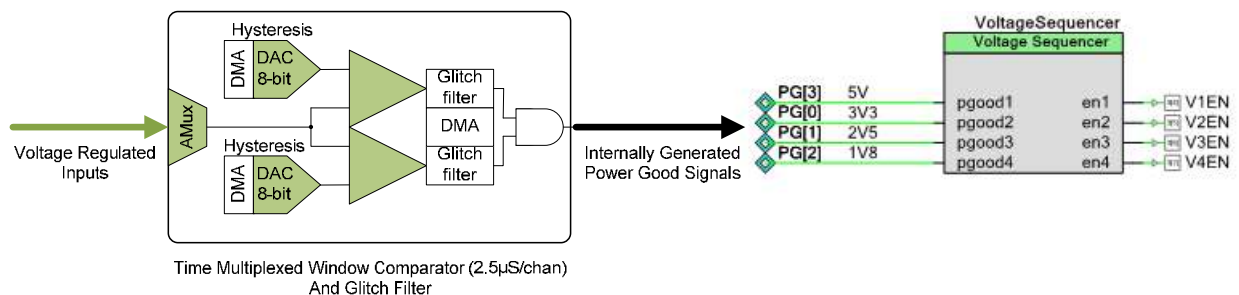 Hysteresis
DMA
DAC
8-bit
Glitch
filter
AMux
DMA
Hysteresis
DMA
DAC
8-bit
Glitch
filter
Voltage Regulated
Inputs
Internally Generated
Power Good Signals
Time Multiplexed Window Comparator (2.5µS/chan)
And Glitch Filter
VoltageSequencer
Voltage Sequencer
PG[3] 5V pgood1 en1 V1EN
PG[0] 3V3 pgood2 en2 V2EN
PG[1] 2V5 pgood3 en3 V3EN
PG[2] 1V8 pgood4 en4 V4EN